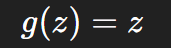 g(z) = z